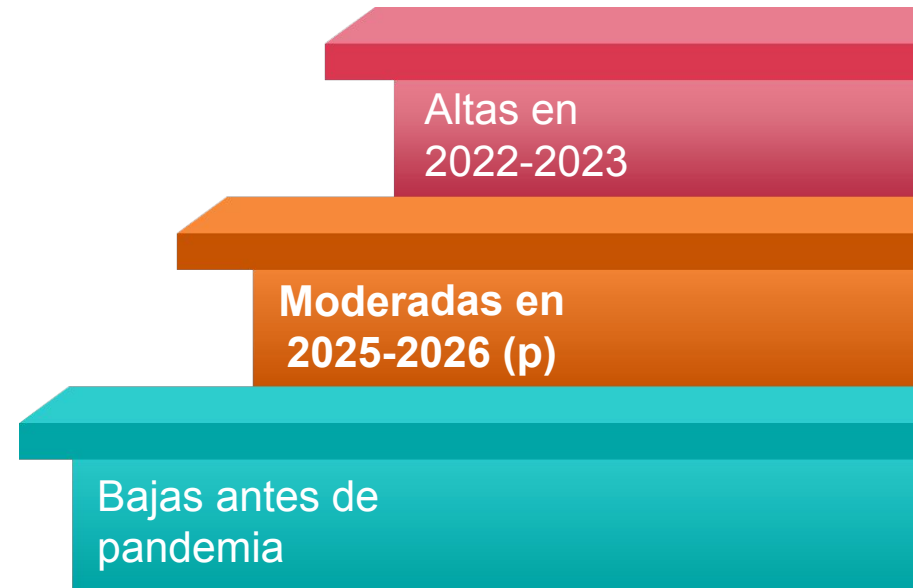 Altas en
2022-2023
Moderadas en
2025-2026 (p)
Bajas antes de
pandemia